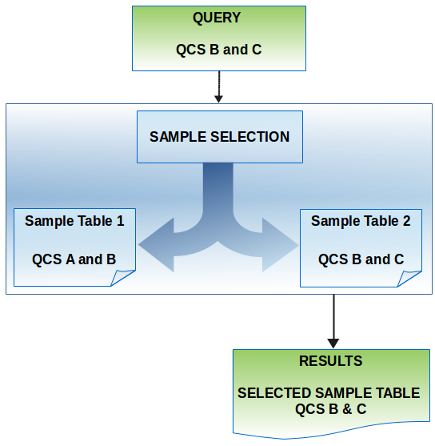 QUERY
QCS B and C
SAMPLE SELECTION
Sample Table 1
QCS A and B
Sample Table 2
QCS B and C
RESULTS
SELECTED SAMPLE TABLE
QCS B & C